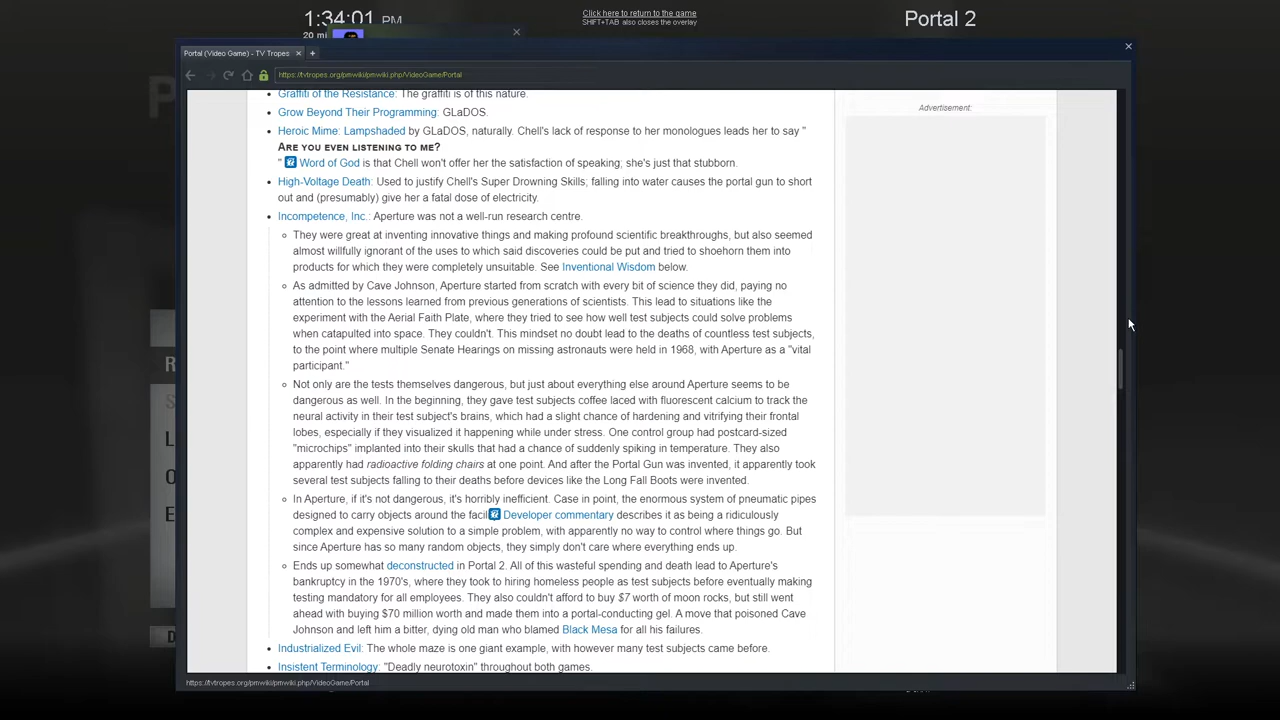 1:34:01 PM
20 mi
Click here to return to the game
SHIFT+TAB also closes the overlay
Portal 2
Portal (Video Game) - TV Tropes
https://tvtropes.org/pmwiki/pmwiki.php/VideoGame/Portal
Graffiti of the Resistance: The graffiti is of this nature.
Grow Beyond Their Programming: GLaDOS.
Heroic Mime: Lampshaded by GLaDOS, naturally. Chell's lack of response to her monologues leads her to say "
ARE YOU EVEN LISTENING TO ME?
" Word of God is that Chell won't offer her the satisfaction of speaking; she's just that stubborn.
High-Voltage Death: Used to justify Chell's Super Drowning Skills; falling into water causes the portal gun to short
out and (presumably) give her a fatal dose of electricity.
Incompetence, Inc.: Aperture was not a well-run research centre.
They were great at inventing innovative things and making profound scientific breakthroughs, but also seemed
almost willfully ignorant of the uses to which said discoveries could be put and tried to shoehorn them into
products for which they were completely unsuitable. See Inventional Wisdom below.
As admitted by Cave Johnson, Aperture started from scratch with every bit of science they did, paying no
attention to the lessons learned from previous generations of scientists. This lead to situations like the
experiment with the Aerial Faith Plate, where they tried to see how well test subjects could solve problems
when catapulted into space. They couldn't. This mindset no doubt lead to the deaths of countless test subjects,
to the point where multiple Senate Hearings on missing astronauts were held in 1968, with Aperture as a "vital
participant."
Not only are the tests themselves dangerous, but just about everything else around Aperture seems to be
dangerous as well. In the beginning, they gave test subjects coffee laced with fluorescent calcium to track the
neural activity in their test subject's brains, which had a slight chance of hardening and vitrifying their frontal
lobes, especially if they visualized it happening while under stress. One control group had postcard-sized
"microchips" implanted into their skulls that had a chance of suddenly spiking in temperature. They also
apparently had radioactive folding chairs at one point. And after the Portal Gun was invented, it apparently took
several test subjects falling to their deaths before devices like the Long Fall Boots were invented.
In Aperture, if it's not dangerous, it's horribly inefficient. Case in point, the enormous system of pneumatic pipes
designed to carry objects around the facil Developer commentary describes it as being a ridiculously
complex and expensive solution to a simple problem, with apparently no way to control where things go. But
since Aperture has so many random objects, they simply don't care where everything ends up.
Ends up somewhat deconstructed in Portal 2. All of this wasteful spending and death lead to Aperture's
bankruptcy in the 1970's, where they took to hiring homeless people as test subjects before eventually making
testing mandatory for all employees. They also couldn't afford to buy $7 worth of moon rocks, but still went
ahead with buying $70 million worth and made them into a portal-conducting gel. A move that poisoned Cave
Johnson and left him a bitter, dying old man who blamed Black Mesa for all his failures.
Industrialized Evil: The whole maze is one giant example, with however many test subjects came before.
Insistent Terminology: "Deadly neurotoxin" throughout both games.
Advertisement:
https://tvtropes.org/pmwiki/pmwiki.php/VideoGame/Portal